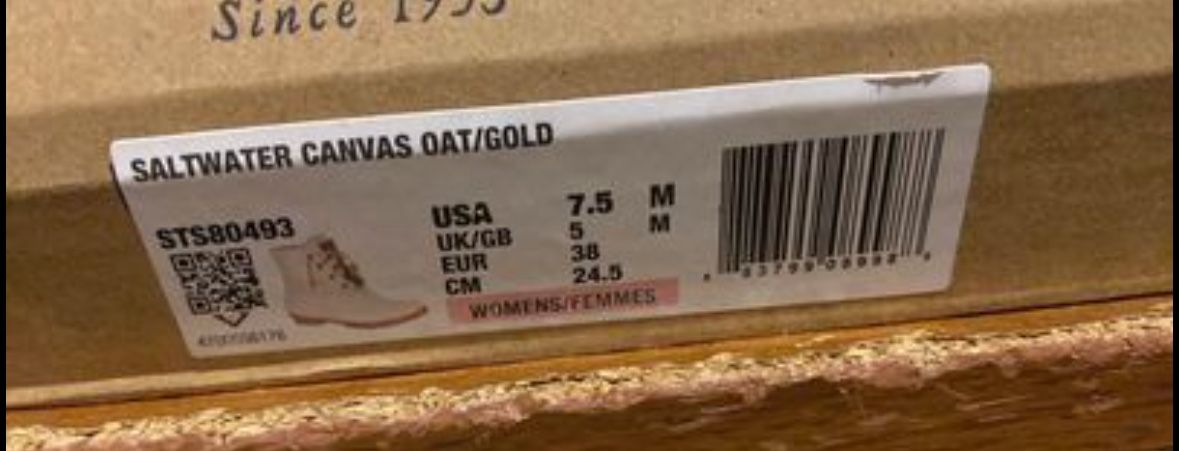 Since 1935
SALTWATER CANVAS OAT/GOLD
STS80493
USA 7.5 M
UK/GB 5 M
EUR 38
CM 24.5
WOMENS/FEMMES